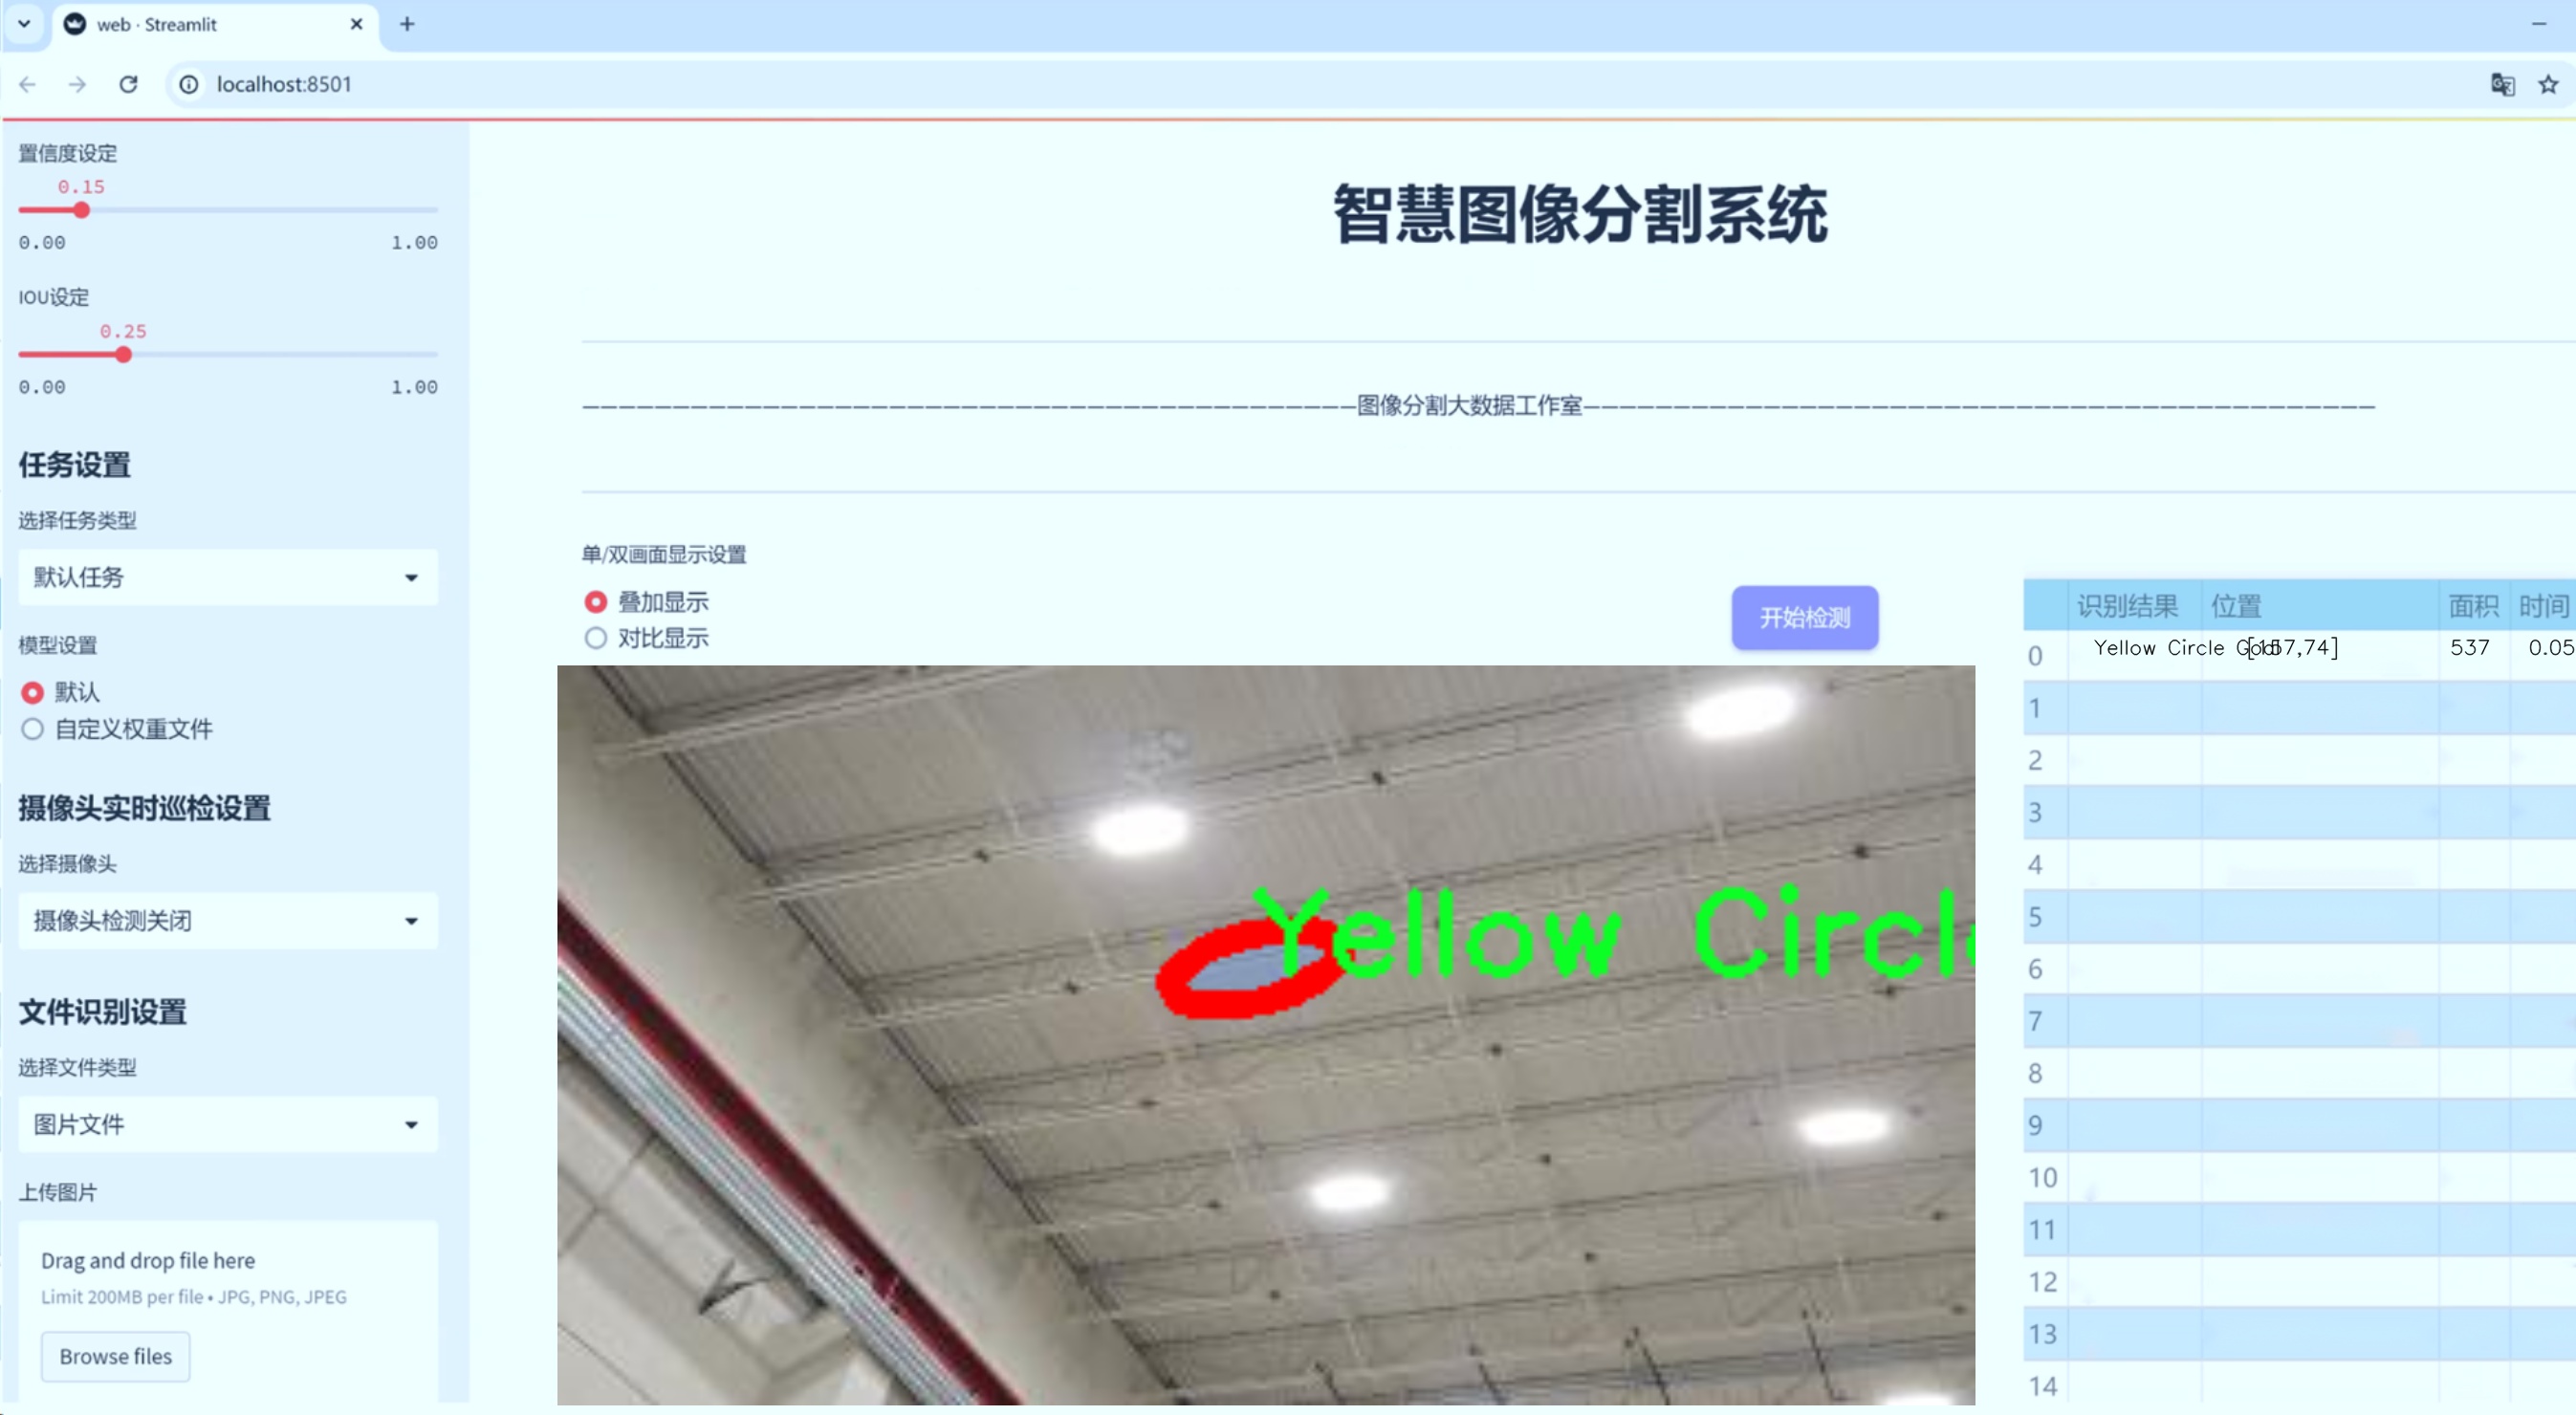 web · Streamlit
localhost:8501
置信度设定
0.15
0.00 1.00
IOU设定
0.25
0.00 1.00
任务设置
选择任务类型
默认任务
模型设置
默认
自定义权重文件
摄像头实时巡检设置
选择摄像头
摄像头检测关闭
文件识别设置
选择文件类型
图片文件
上传图片
Drag and drop file here
Limit 200MB per file • JPG, PNG, JPEG
Browse files
智慧图像分割系统
———————————————————————————————————————————图像分割大数据工作室————————————————————————————————————————————
单/双画面显示设置
叠加显示
对比显示
开始检测
Yellow Circle
识别结果 位置 面积 时间
0 Yellow Circle Goal [157,74] 537 0.05
1
2
3
4
5
6
7
8
9
10
11
12
13
14